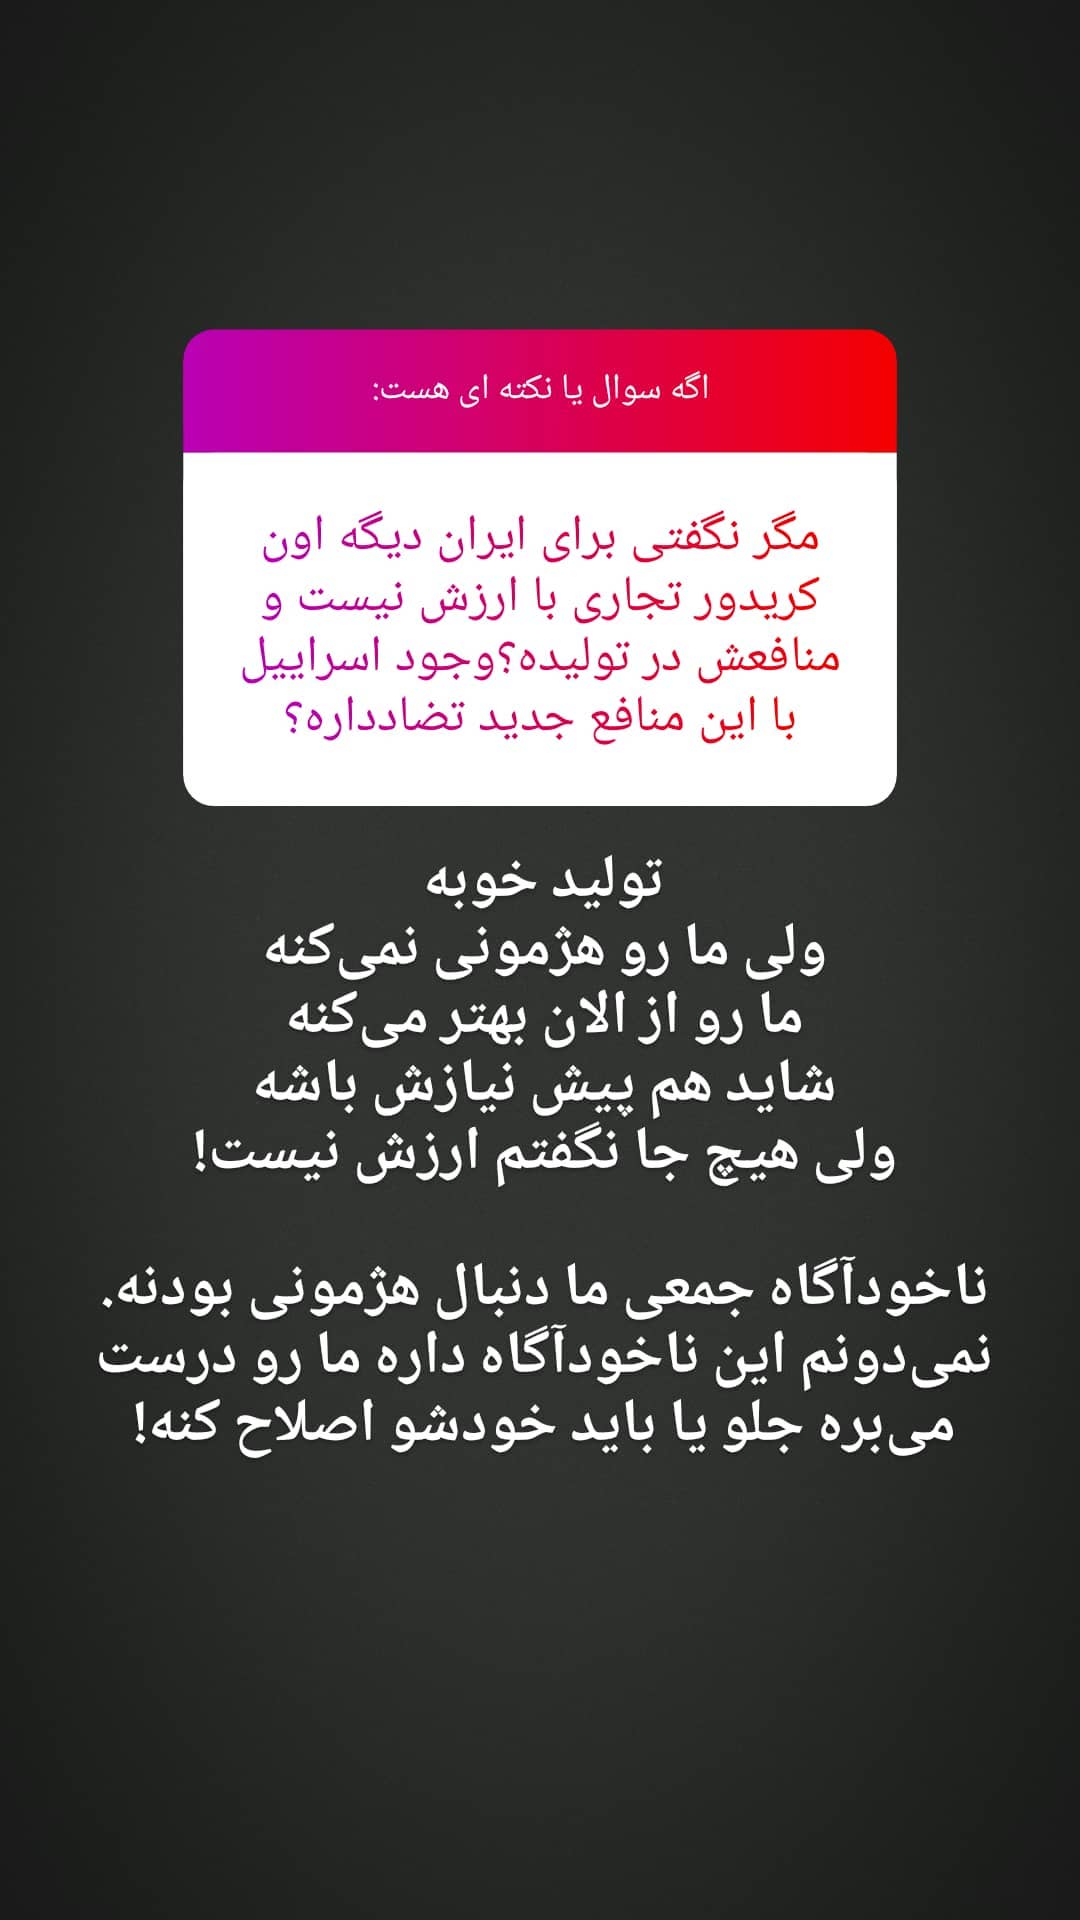 اگه سوال یا نکته ای هست:
مگر نگفتی برای ایران دیگه اون
کریدور تجاری با ارزش نیست و
منافعش در تولیده؟وجود اسراییل
با این منافع جدید تضادداره؟
تولید خوبه
ولی ما رو هژمونی نمی‌کنه
ما رو از الان بهتر می‌کنه
شاید هم پیش نیازش باشه
ولی هیچ جا نگفتم ارزش نیست!
ناخودآگاه جمعی ما دنبال هژمونی بودنه.
نمی‌دونم این ناخودآگاه داره ما رو درست
می‌بره جلو یا باید خودشو اصلاح کنه!